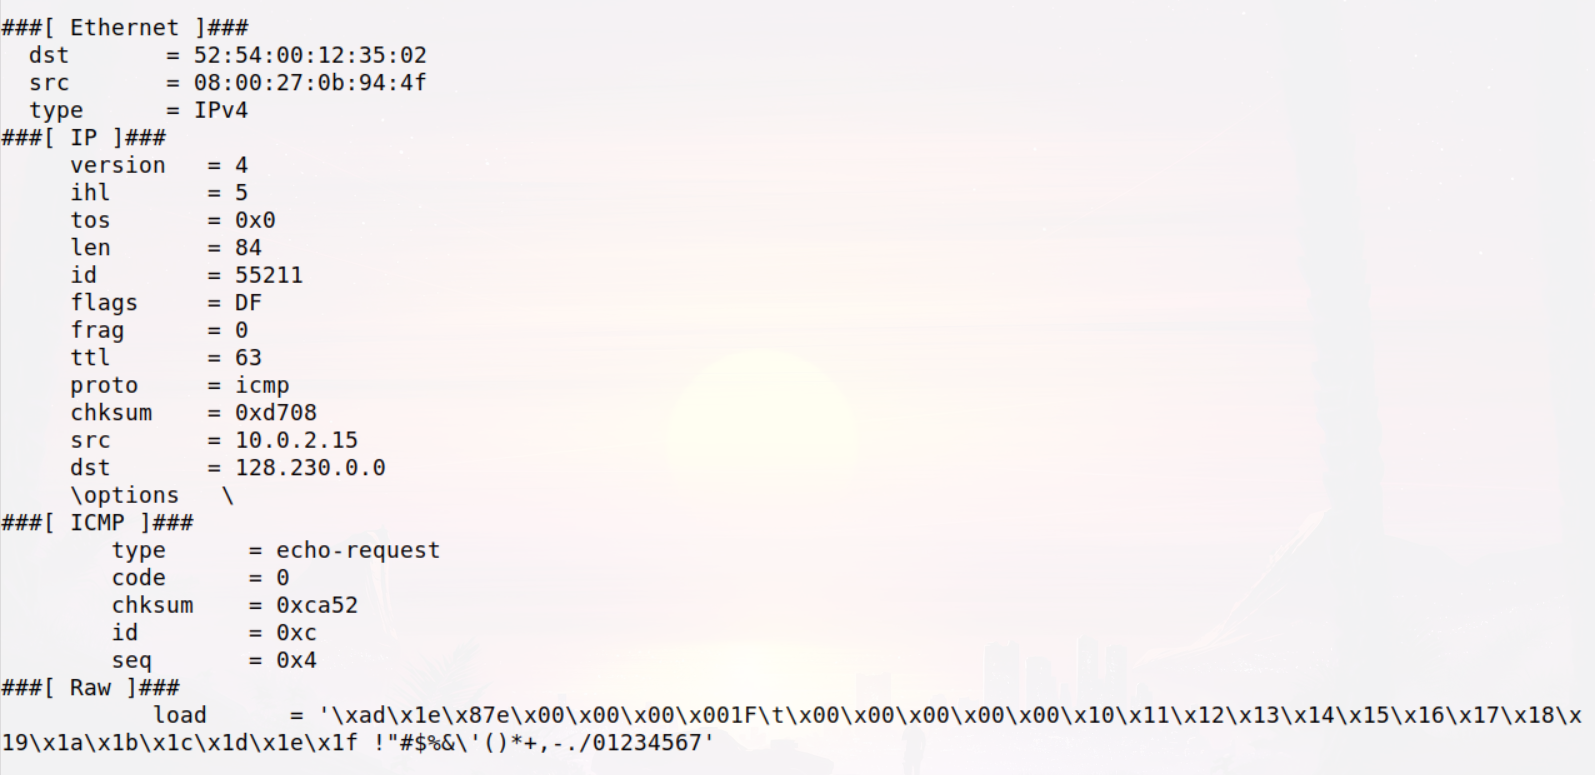 ###[ Ethernet ]###
  dst       = 52:54:00:12:35:02
  src       = 08:00:27:0b:94:4f
  type      = IPv4
###[ IP ]###
     version   = 4
     ihl       = 5
     tos       = 0x0
     len       = 84
     id        = 55211
     flags     = DF
     frag      = 0
     ttl       = 63
     proto     = icmp
     chksum    = 0xd708
     src       = 10.0.2.15
     dst       = 128.230.0.0
     \options   \
###[ ICMP ]###
        type      = echo-request
        code      = 0
        chksum    = 0xca52
        id        = 0xc
        seq       = 0x4
###[ Raw ]###
           load      = '\xad\x1e\x87e\x00\x00\x00\x001F\t\x00\x00\x00\x00\x00\x10\x11\x12\x13\x14\x15\x16\x17\x18\x
19\x1a\x1b\x1c\x1d\x1e\x1f !"#$%&\'()*+,-./01234567'